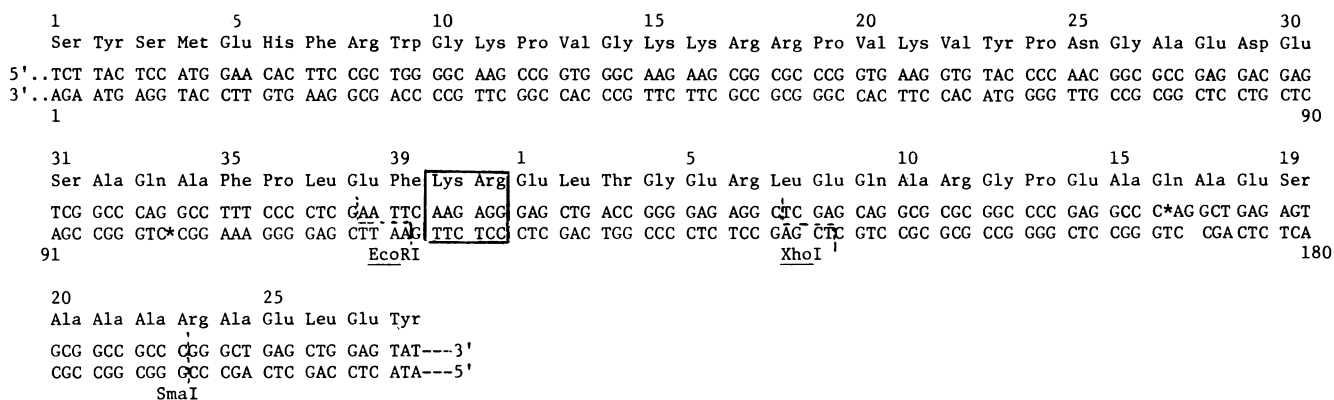 1 5 10 15 20 25 30
Ser Tyr Ser Met Glu His Phe Arg Trp Gly Lys Pro Val Gly Lys Lys Arg Arg Pro Val Lys Val Tyr Pro Asn Gly Ala Glu Asp Glu
5'..TCT TAC TCC ATG GAA CAC TTC CGC TGG GGC AAG CCG GTG GGC AAG AAG CGG CGC CCG GTG AAG GTG TAC CCC AAC GGC GCC GAG GAC GAG
3'..AGA ATG AGG TAC CTT GTG AAG GCG ACC CCG TTC GGC CAC CCG TTC TTC GCC GCG GGC CAC TTC CAC ATG GGG TTG CCG CGG CTC CTG CTC
1 90
31 35 39 1 5 10 15 19
Ser Ala Gln Ala Phe Pro Leu Glu Phe Lys Arg Glu Leu Thr Gly Glu Arg Leu Glu Gln Ala Arg Gly Pro Glu Ala Gln Ala Glu Ser
TCG GCC CAG GCC TTT CCC CTC GAA TTC AAG AGG GAG CTG ACC GGG GAG AGG CTC GAG CAG GCG CGC GGC CCC GAG GCC C*AG GCT GAG AGT
AGC CGG GTC*CGG AAA GGG GAG CTT AAG TTC TCC CTC GAC TGG CCC CTC TCC GAG CTC GTC CGC GCG CCG GGG CTC CGG GTC CGA CTC TCA
91 EcoRI XhoI 180
20 25
Ala Ala Ala Arg Ala Glu Leu Glu Tyr
GCG GCC GCC CGG GCT GAG CTG GAG TAT---3'
CGC CGG CGG GCC CGA CTC GAC CTC ATA---5'
SmaI